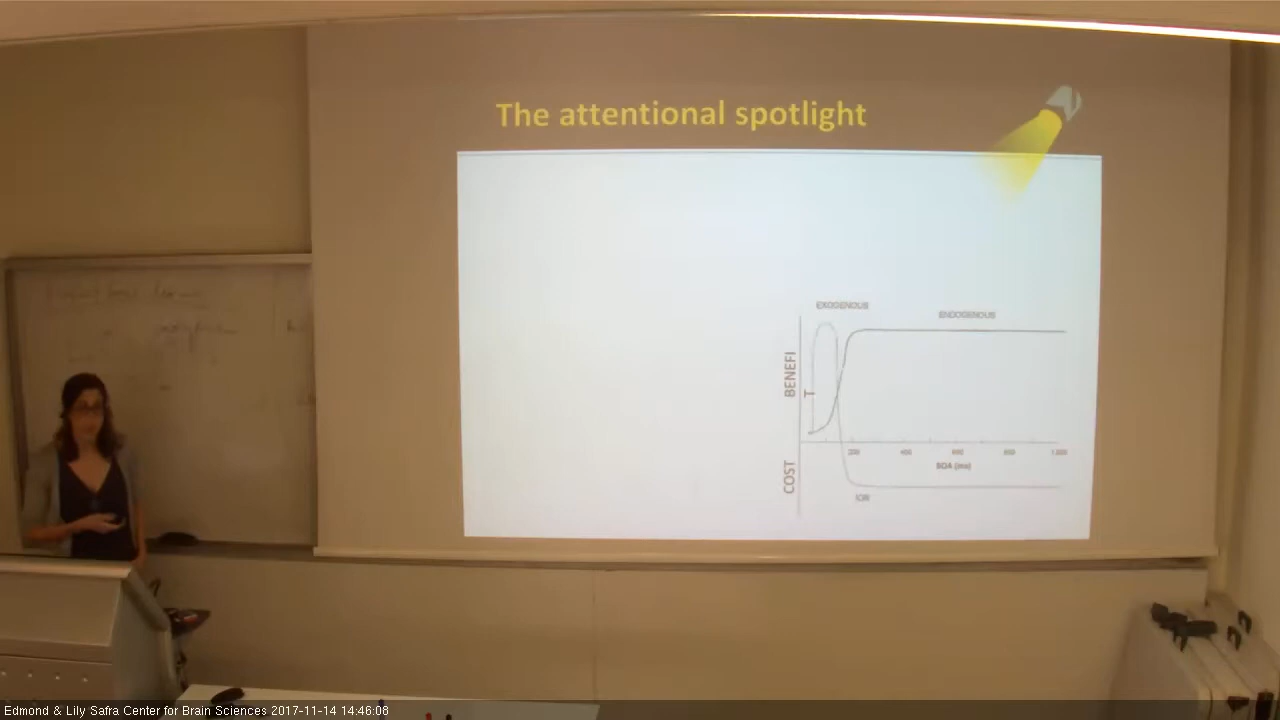 The attentional spotlight
EXOGENOUS
ENDOGENOUS
BENEFI
T
COST
200
400
600
800
1,000
SOA (ms)
IOR
Edmond & Lily Safra Center for Brain Sciences 2017-11-14 14:46:06